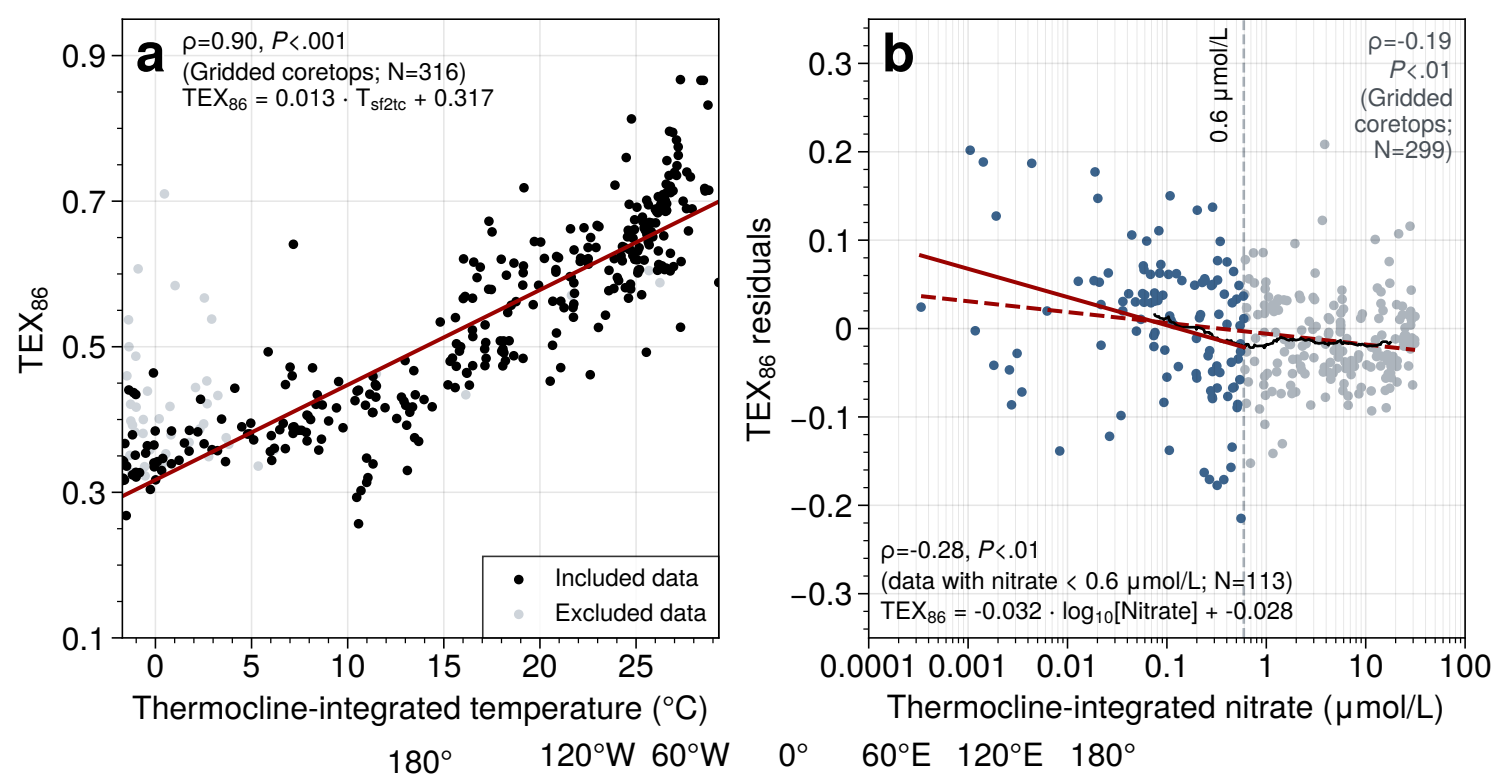 a
ρ=0.90, P<.001
(Gridded coretops; N=316)
TEX86 = 0.013 · Tsf2tc + 0.317
0.9
0.7
0.5
0.3
0.1
TEX86
Included data
Excluded data
0 5 10 15 20 25
Thermocline-integrated temperature (°C)
b
0.6 μmol/L
ρ=-0.19
P<.01
(Gridded
coretops;
N=299)
0.3
0.2
0.1
0
−0.1
−0.2
−0.3
TEX86 residuals
ρ=-0.28, P<.01
(data with nitrate < 0.6 μmol/L; N=113)
TEX86 = -0.032 · log10[Nitrate] + -0.028
0.0001 0.001 0.01 0.1 1 10 100
Thermocline-integrated nitrate (μmol/L)
180° 120°W 60°W 0° 60°E 120°E 180°